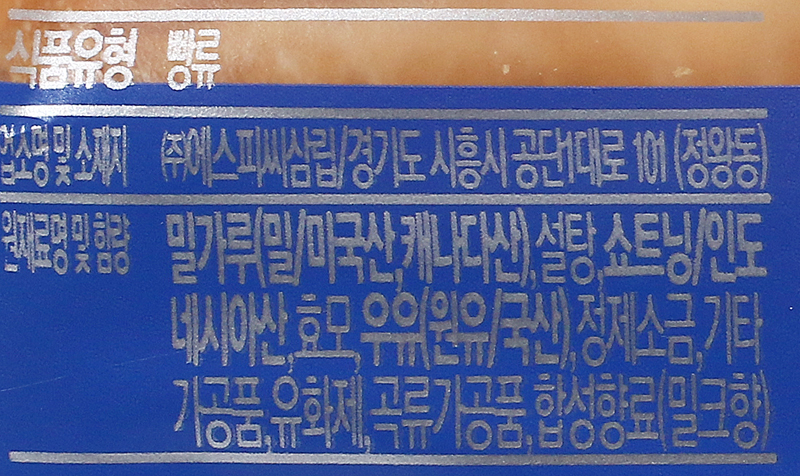 식품유형 빵류
업소명 및 소재지 ㈜에스피씨삼립/경기도 시흥시 공단1대로 101 (정왕동)
원재료명 및 함량 밀가루(밀/미국산,캐나다산),설탕,쇼트닝/인도
네시아산,효모,우유(원유/국산),정제소금,기타
가공품,유화제,곡류가공품,합성향료(밀크향)